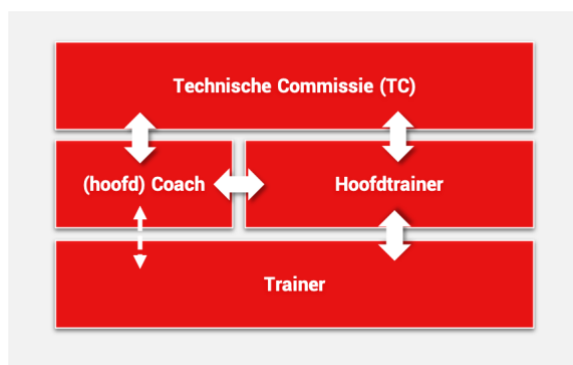 Technische Commissie (TC)
(hoofd) Coach
Hoofdtrainer
Trainer